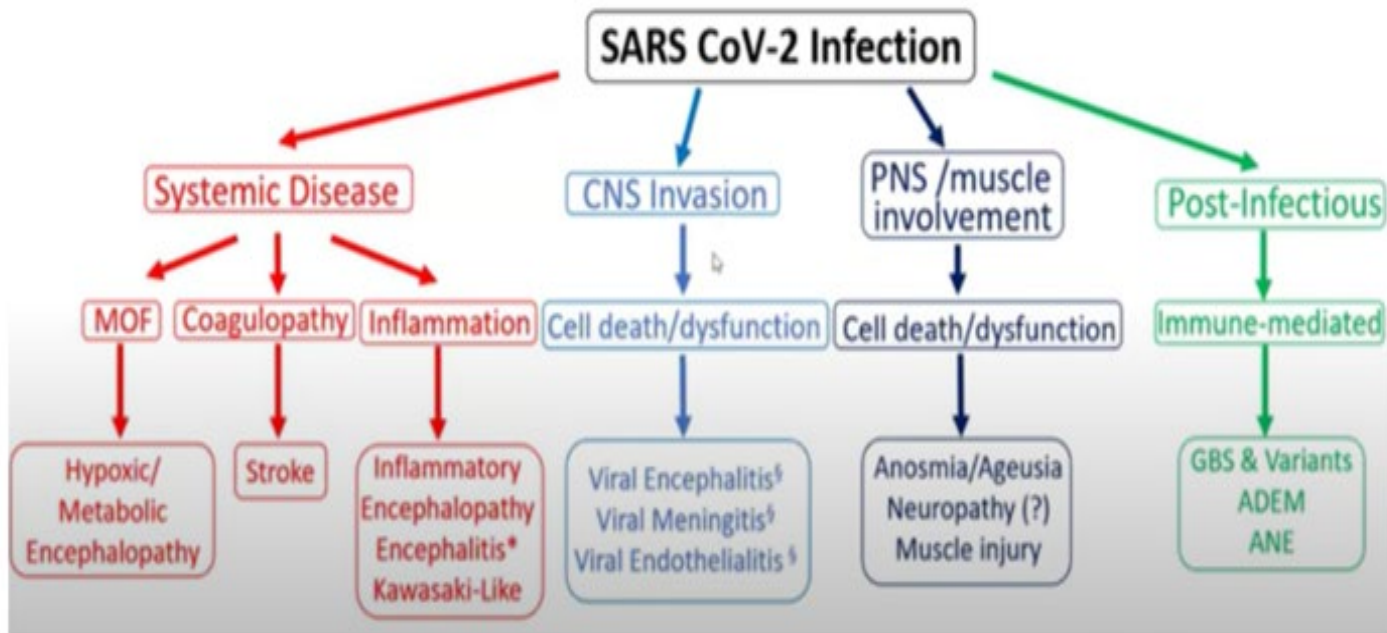 SARS CoV-2 Infection
Systemic Disease
CNS Invasion
PNS /muscle
involvement
Post-Infectious
MOF
Coagulopathy
Inflammation
Cell death/dysfunction
Cell death/dysfunction
Immune-mediated
Hypoxic/
Metabolic
Encephalopathy
Stroke
Inflammatory
Encephalopathy
Encephalitis*
Kawasaki-Like
Viral Encephalitis§
Viral Meningitis§
Viral Endothelialitis §
Anosmia/Ageusia
Neuropathy (?)
Muscle injury
GBS & Variants
ADEM
ANE